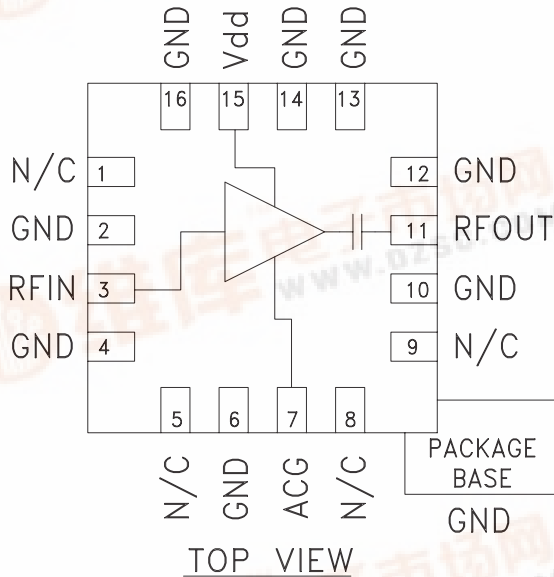 GND Vdd GND GND
16 15 14 13
N/C 1 12 GND
GND 2 11 RFOUT
RFIN 3 10 GND
GND 4 9 N/C
5 6 7 8
N/C GND ACG N/C
PACKAGE
BASE
GND
TOP VIEW